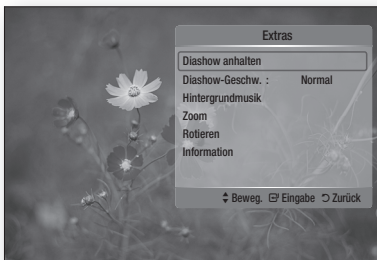 Extras
Diashow anhalten
Diashow-Geschw. : Normal
Hintergrundmusik
Zoom
Rotieren
Information
Beweg. Eingabe Zurück